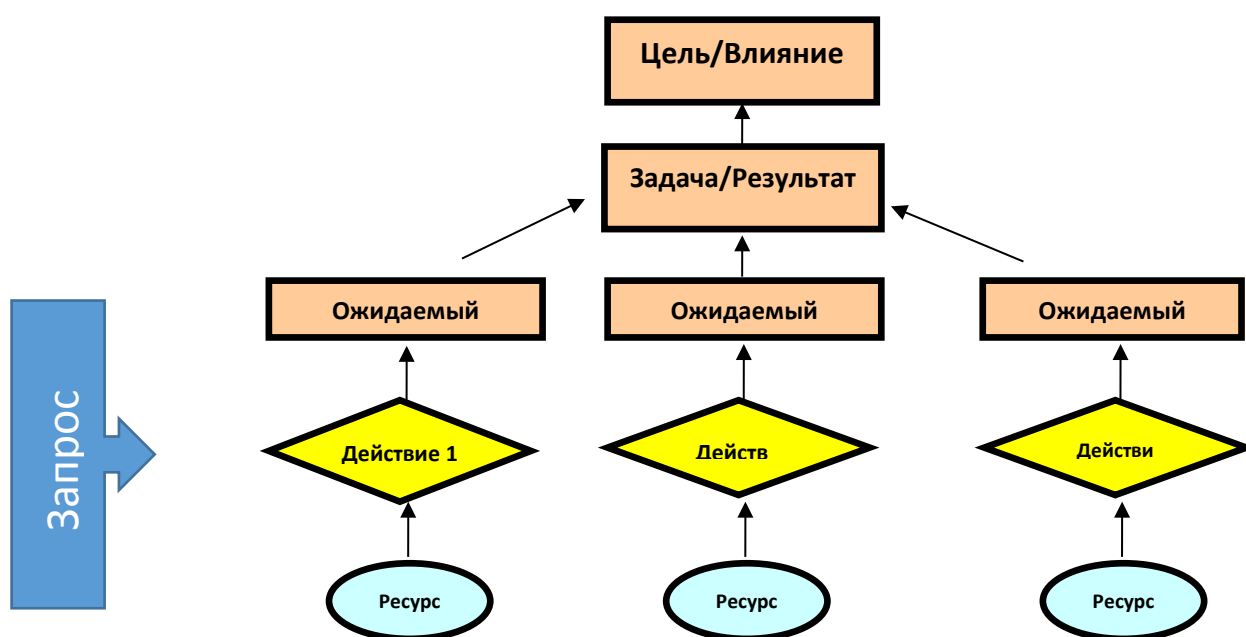 Цель/Влияние
Задача/Результат
Ожидаемый
Ожидаемый
Ожидаемый
Запрос
Действие 1
Действ
Действи
Ресурс
Ресурс
Ресурс